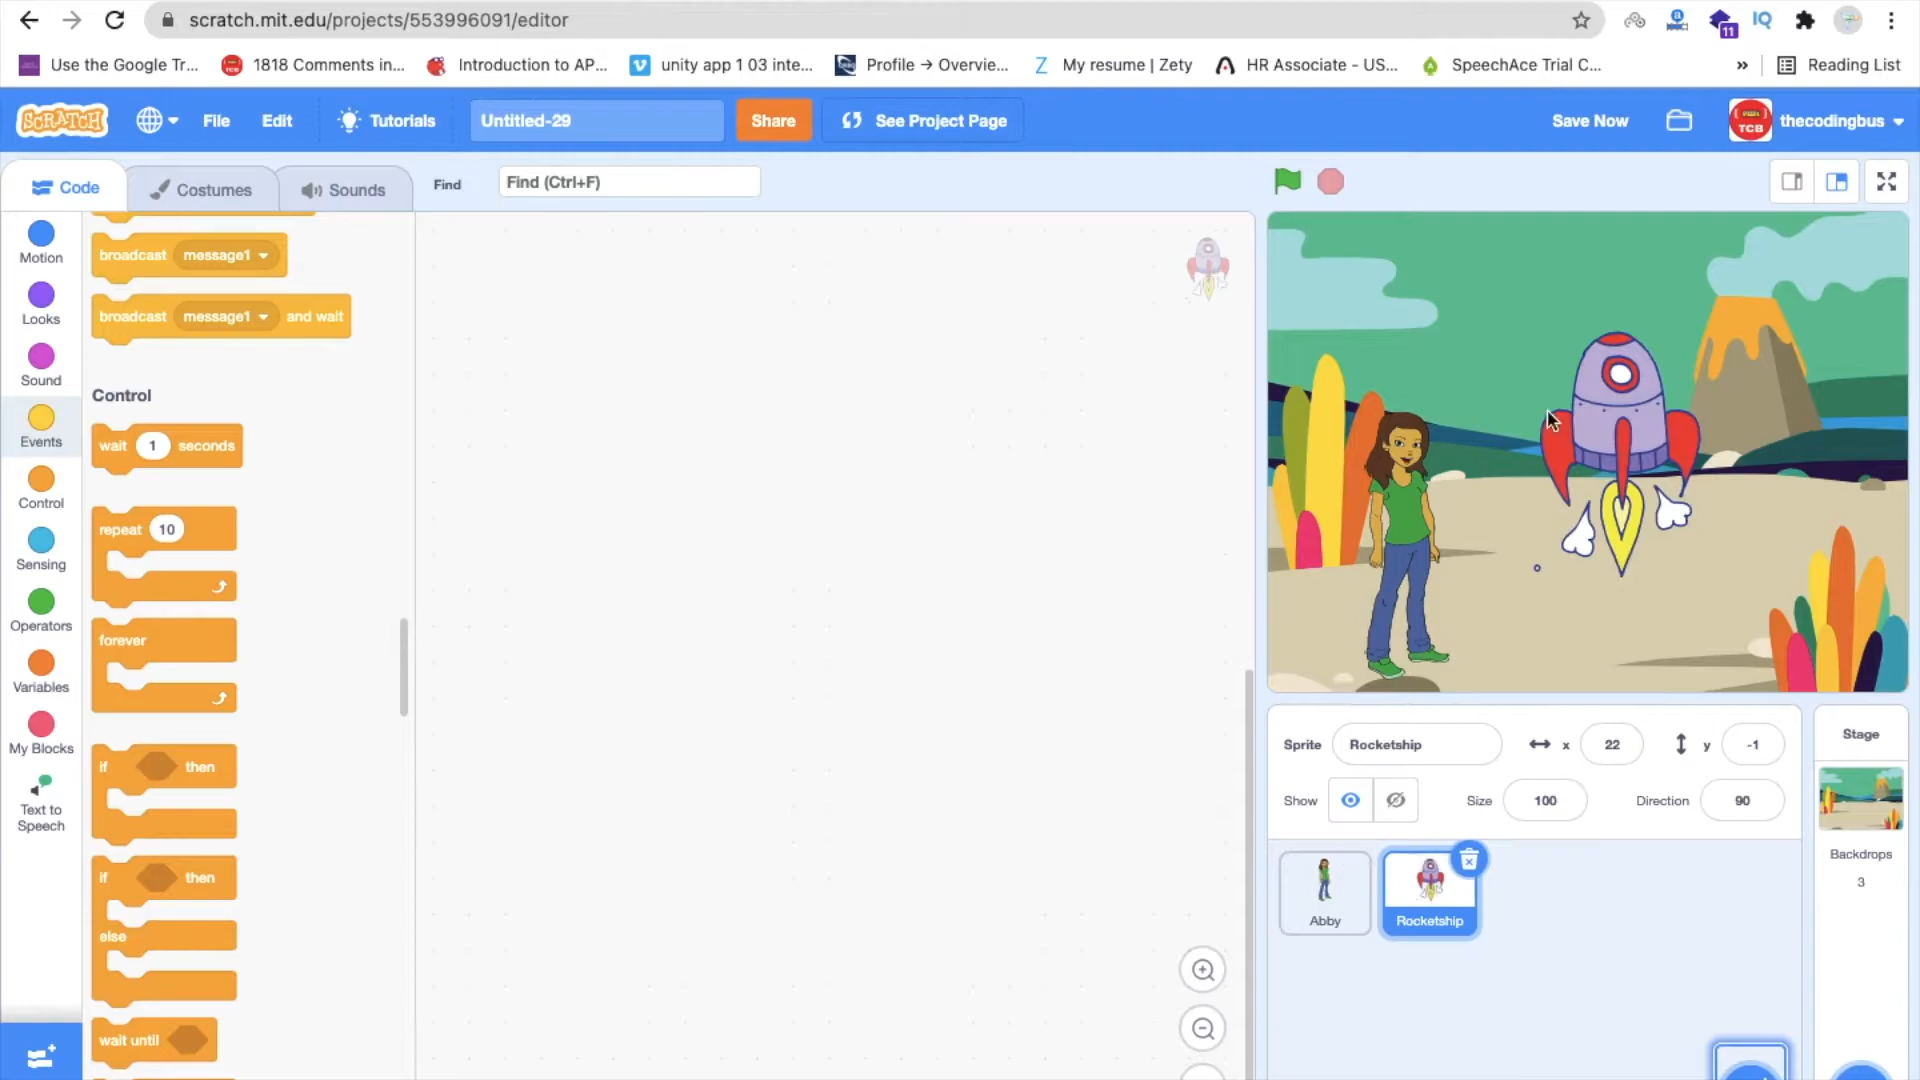 scratch.mit.edu/projects/553996091/editor
11
IQ
Use the Google Tr...
1818 Comments in...
Introduction to AP...
unity app 1 03 inte...
Profile → Overvie...
My resume | Zety
HR Associate - US...
SpeechAce Trial C...
»
Reading List
SCRATCH
File
Edit
Tutorials
Untitled-29
Share
See Project Page
Save Now
TCB
thecodingbus
Code
Costumes
Sounds
Find
Find (Ctrl+F)
Motion
Looks
Sound
Events
Control
Sensing
Operators
Variables
My Blocks
Text to
Speech
broadcast message1
broadcast message1 and wait
Control
wait 1 seconds
repeat 10
forever
if then
if then
else
wait until
Sprite Rocketship x 22 y -1
Show Size 100 Direction 90
Abby
Rocketship
Stage
Backdrops
3